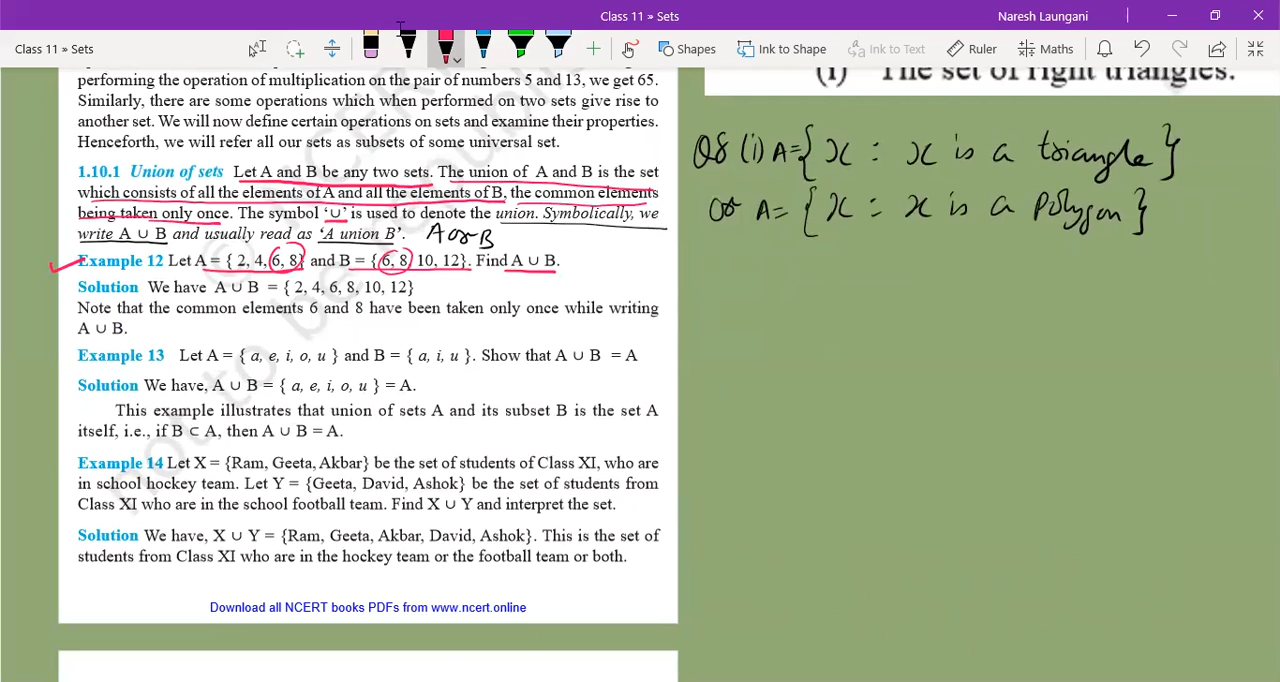 Class 11 » Sets
Naresh Laungani
Class 11 » Sets
Shapes
Ink to Shape
Ink to Text
Ruler
Maths
performing the operation of multiplication on the pair of numbers 5 and 13, we get 65.
Similarly, there are some operations which when performed on two sets give rise to
another set. We will now define certain operations on sets and examine their properties.
Henceforth, we will refer all our sets as subsets of some universal set.
1.10.1 Union of sets Let A and B be any two sets. The union of A and B is the set
which consists of all the elements of A and all the elements of B, the common elements
being taken only once. The symbol ‘∪’ is used to denote the union. Symbolically, we
write A ∪ B and usually read as ‘A union B’. A or B
Example 12 Let A = { 2, 4, 6, 8} and B = { 6, 8, 10, 12}. Find A ∪ B.
Solution We have A ∪ B = { 2, 4, 6, 8, 10, 12}
Note that the common elements 6 and 8 have been taken only once while writing
A ∪ B.
Example 13 Let A = { a, e, i, o, u } and B = { a, i, u }. Show that A ∪ B = A
Solution We have, A ∪ B = { a, e, i, o, u } = A.
This example illustrates that union of sets A and its subset B is the set A
itself, i.e., if B ⊂ A, then A ∪ B = A.
Example 14 Let X = {Ram, Geeta, Akbar} be the set of students of Class XI, who are
in school hockey team. Let Y = {Geeta, David, Ashok} be the set of students from
Class XI who are in the school football team. Find X ∪ Y and interpret the set.
Solution We have, X ∪ Y = {Ram, Geeta, Akbar, David, Ashok}. This is the set of
students from Class XI who are in the hockey team or the football team or both.
Download all NCERT books PDFs from www.ncert.online
(i) The set of right triangles.
Q8 (i) A={ x : x is a triangle }
or A= { x : x is a Polygon }